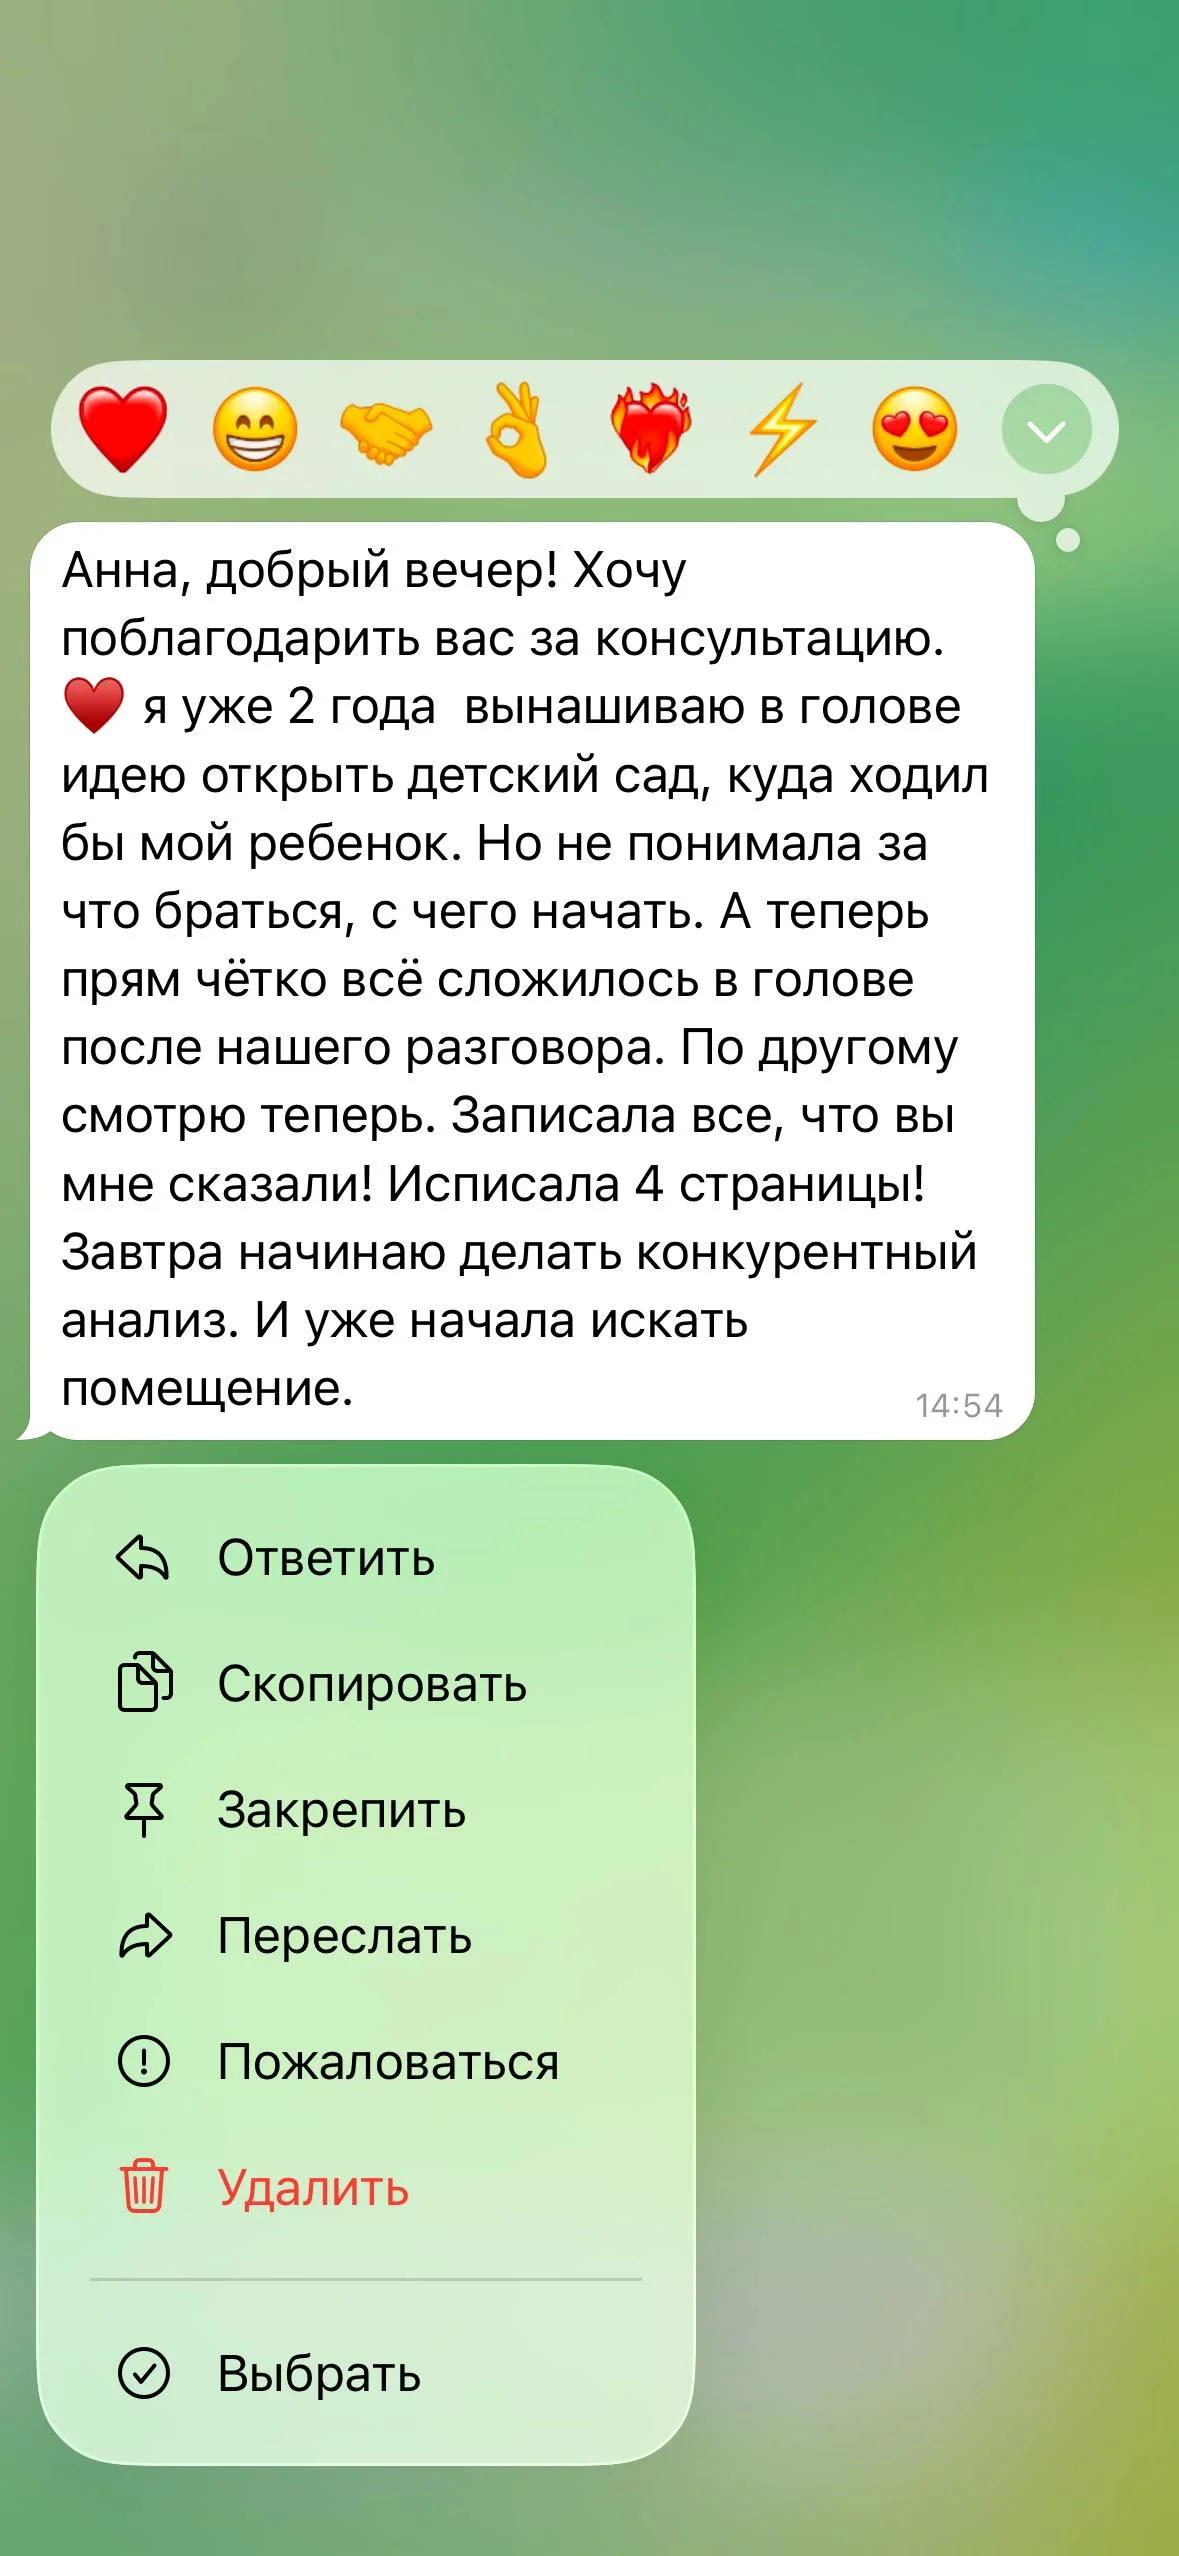 Анна, добрый вечер! Хочу
поблагодарить вас за консультацию.
♥️ я уже 2 года  вынашиваю в голове
идею открыть детский сад, куда ходил
бы мой ребенок. Но не понимала за
что браться, с чего начать. А теперь
прям чётко всё сложилось в голове
после нашего разговора. По другому
смотрю теперь. Записала все, что вы
мне сказали! Исписала 4 страницы!
Завтра начинаю делать конкурентный
анализ. И уже начала искать
помещение.
14:54
Ответить
Скопировать
Закрепить
Переслать
Пожаловаться
Удалить
Выбрать